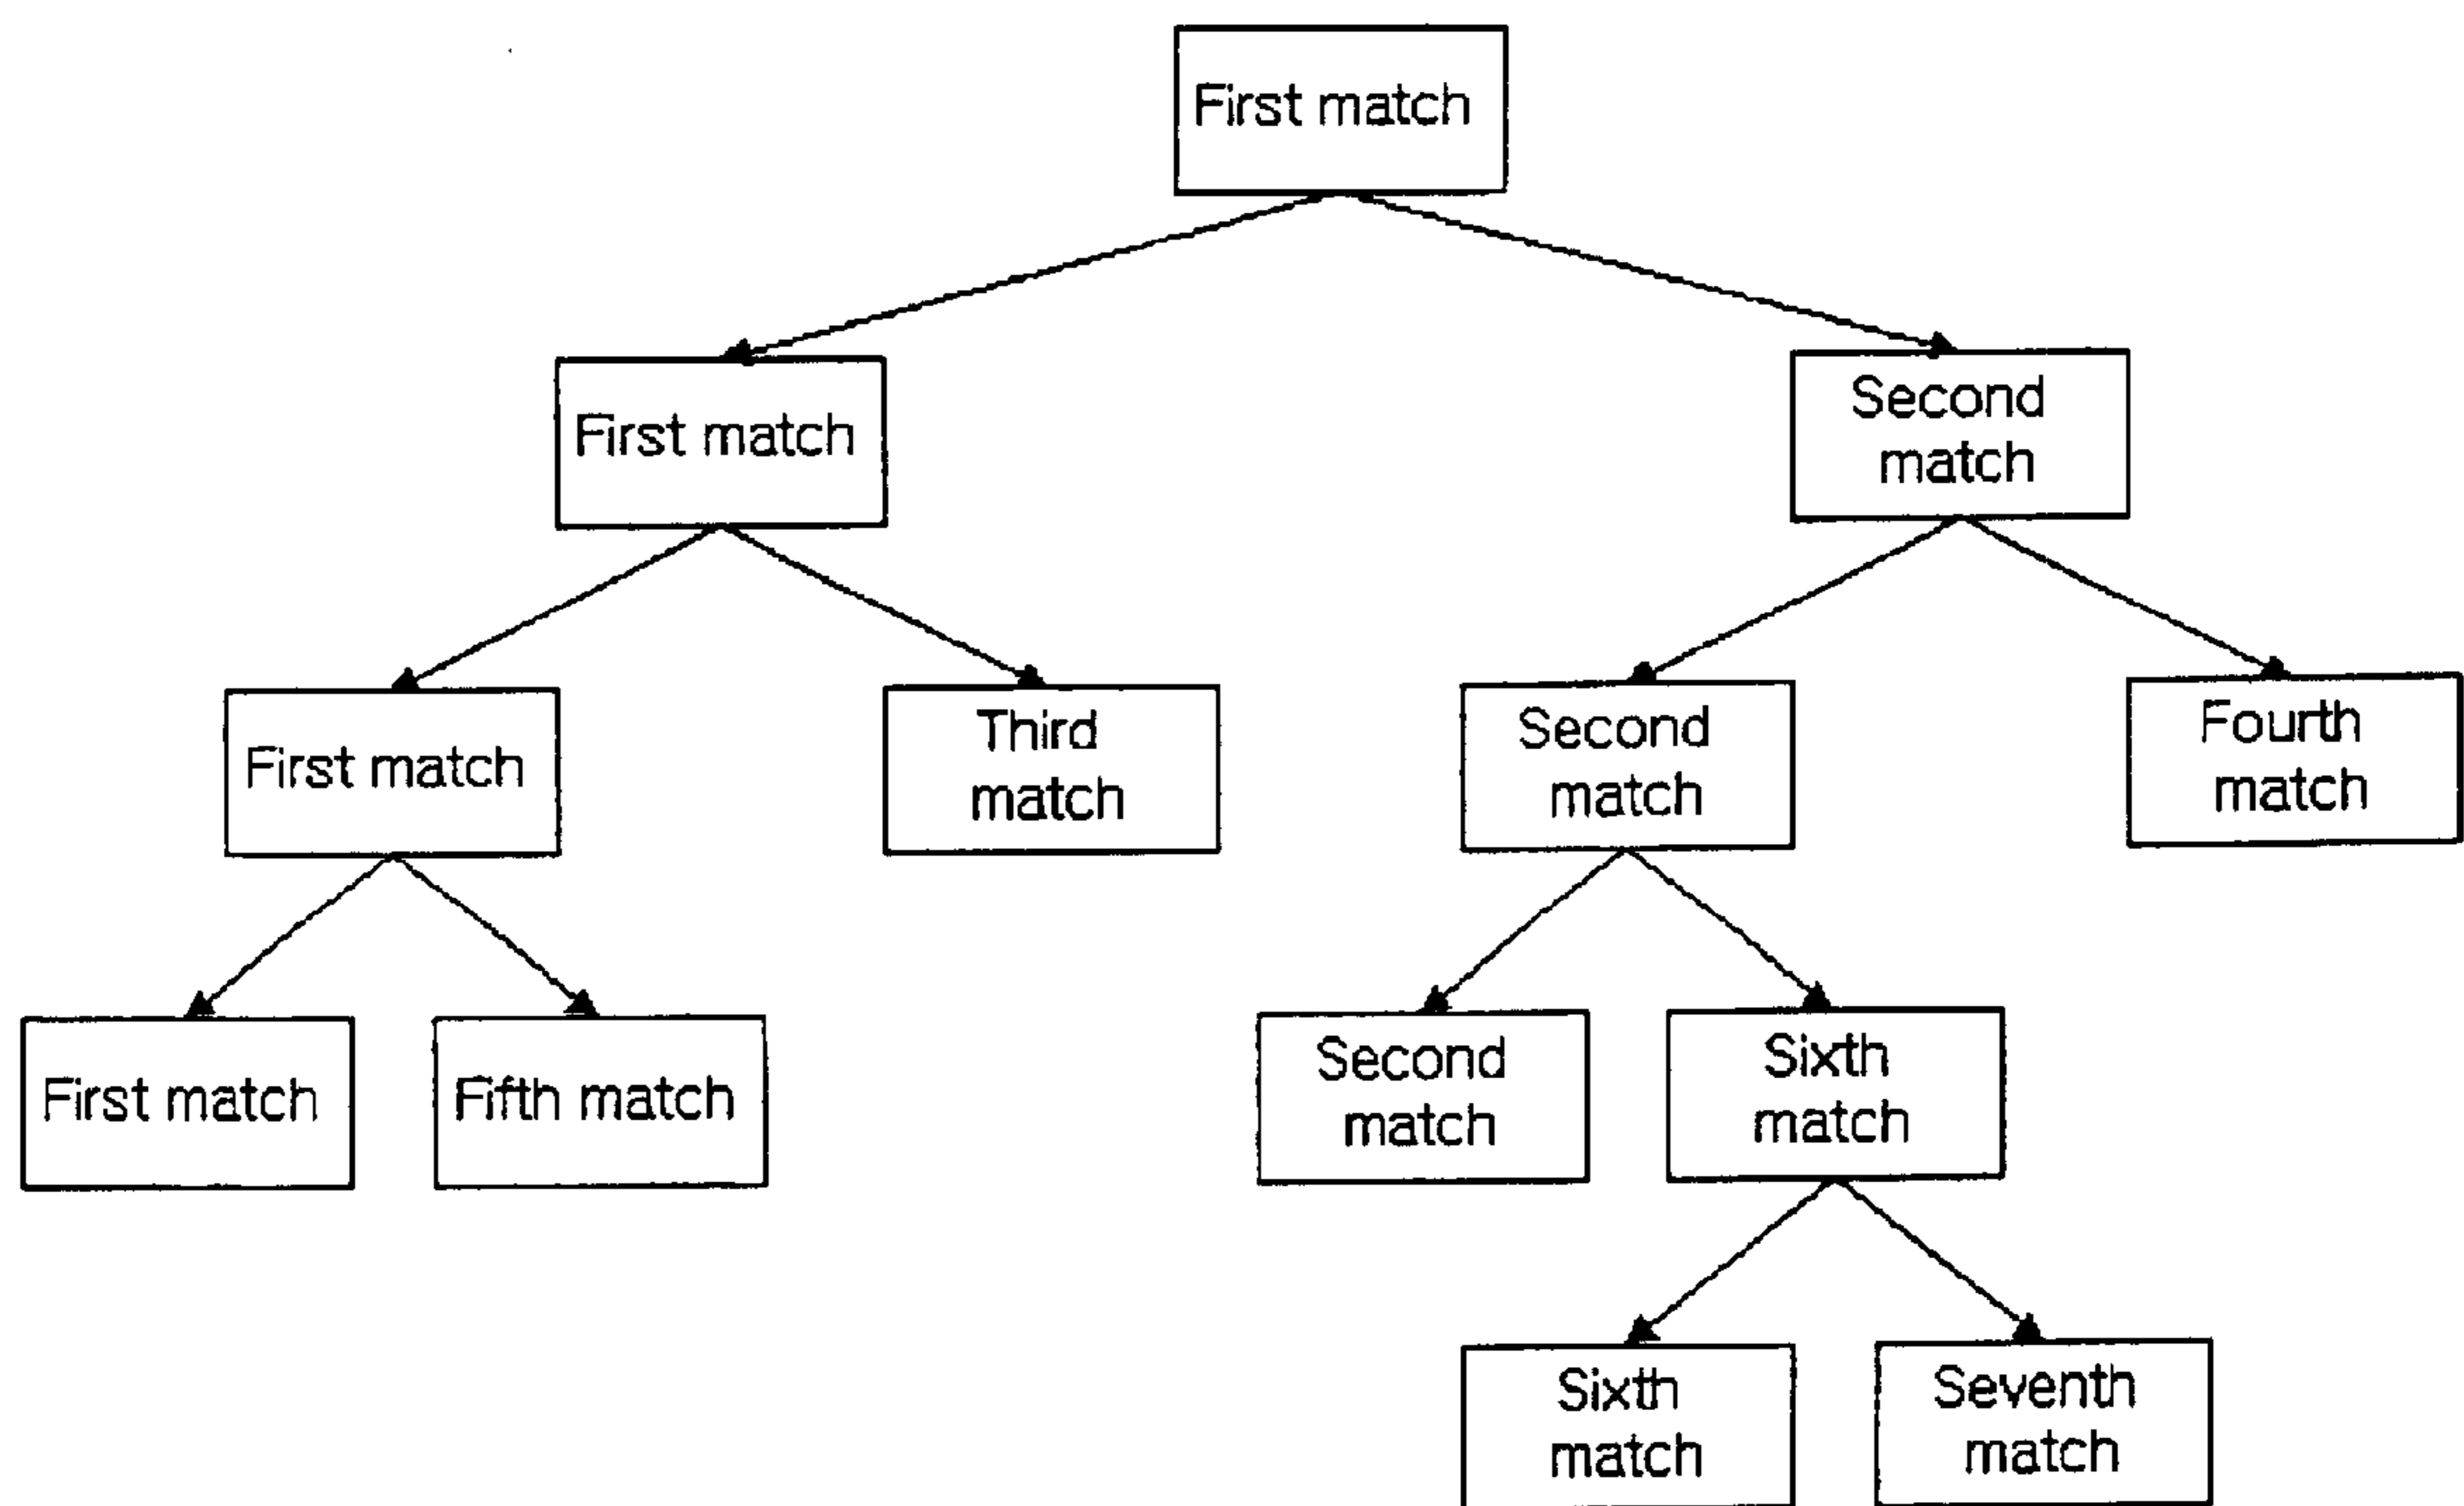 First match
First match
Second
match
First match
Third
match
Second
match
Fourth
match
First match
Fifth match
Second
match
Sixth
match
Sixth
match
Seventh
match